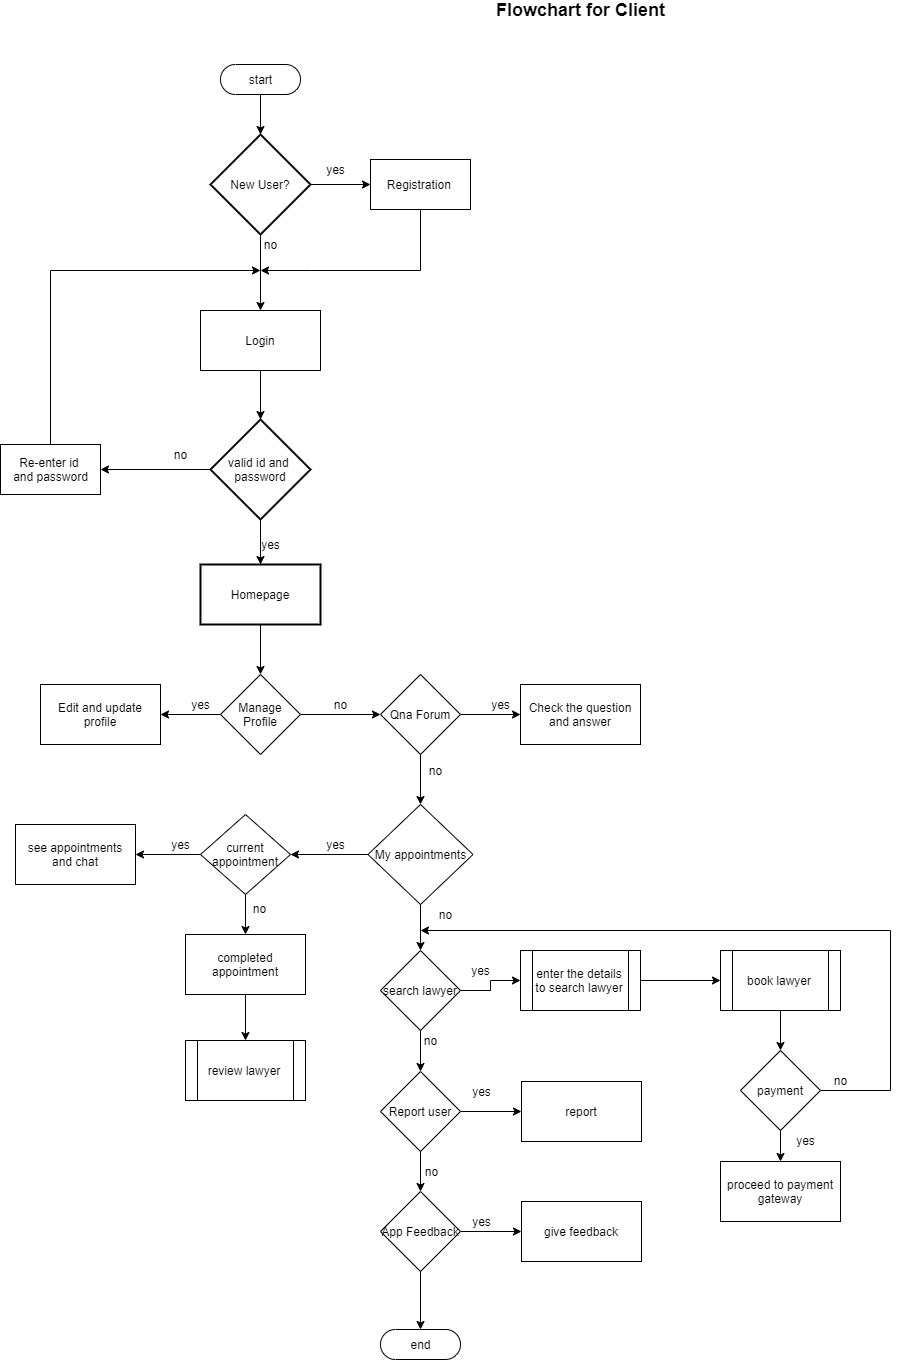 Flowchart for Client
start
New User?
yes
Registration
no
Login
valid id and
password
no
Re-enter id
and password
yes
Homepage
Manage
Profile
yes
Edit and update
profile
no
Qna Forum
yes
Check the question
and answer
no
My appointments
yes
current
appointment
yes
see appointments
and chat
no
completed
appointment
review lawyer
no
search lawyer
yes
enter the details
to search lawyer
book lawyer
payment
no
yes
proceed to payment
gateway
no
Report user
yes
report
no
App Feedback
yes
give feedback
end